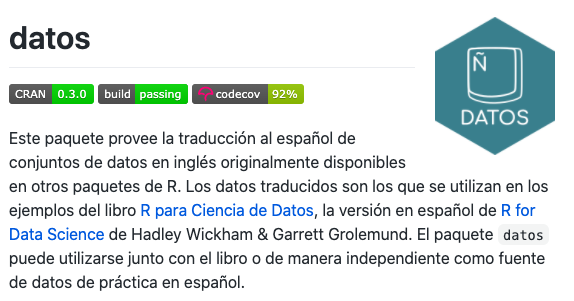 datos
CRAN 0.3.0 build passing codecov 92%
Ñ
DATOS
Este paquete provee la traducción al español de
conjuntos de datos en inglés originalmente disponibles
en otros paquetes de R. Los datos traducidos son los que se utilizan en los
ejemplos del libro R para Ciencia de Datos, la versión en español de R for
Data Science de Hadley Wickham & Garrett Grolemund. El paquete datos
puede utilizarse junto con el libro o de manera independiente como fuente
de datos de práctica en español.